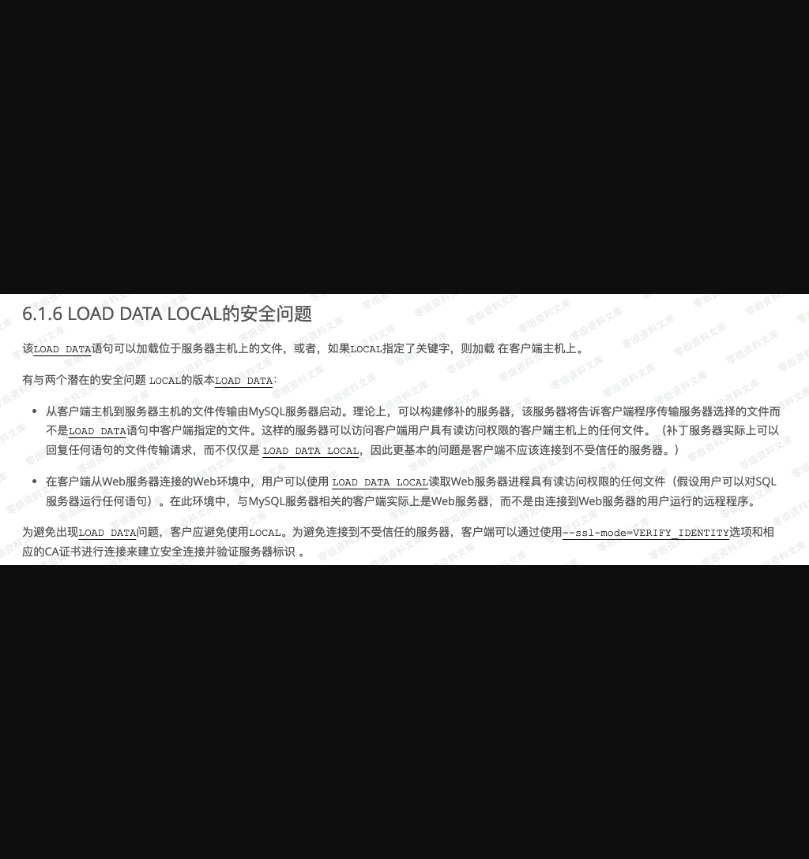 6.1.6 LOAD DATA LOCAL的安全问题
该LOAD DATA语句可以加载位于服务器主机上的文件，或者，如果LOCAL指定了关键字，则加载 在客户端主机上。
有与两个潜在的安全问题 LOCAL的版本LOAD DATA：
• 从客户端主机到服务器主机的文件传输由MySQL服务器启动。理论上，可以构建修补的服务器，该服务器将告诉客户端程序传输服务器选择的文件而
不是LOAD DATA语句中客户端指定的文件。这样的服务器可以访问客户端用户具有读访问权限的客户端主机上的任何文件。（补丁服务器实际上可以
回复任何语句的文件传输请求，而不仅仅是 LOAD DATA LOCAL，因此更基本的问题是客户端不应该连接到不受信任的服务器。）
• 在客户端从Web服务器连接的Web环境中，用户可以使用 LOAD DATA LOCAL读取Web服务器进程具有读访问权限的任何文件（假设用户可以对SQL
服务器运行任何语句）。在此环境中，与MySQL服务器相关的客户端实际上是Web服务器，而不是由连接到Web服务器的用户运行的远程程序。
为避免出现LOAD DATA问题，客户应避免使用LOCAL。为避免连接到不受信任的服务器，客户端可以通过使用--ssl-mode=VERIFY_IDENTITY选项和相
应的CA证书进行连接来建立安全连接并验证服务器标识 。
零组资料文库